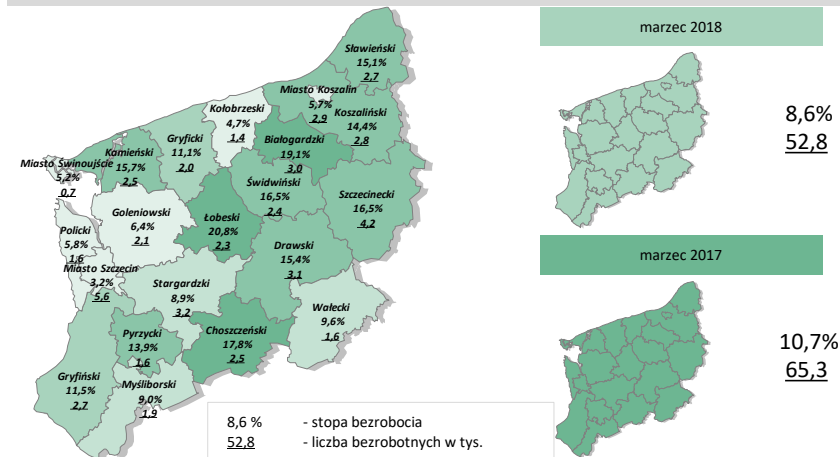 Sławieński
15,1%
2,7
Miasto Koszalin
5,7%
2,9
Kołobrzeski
4,7%
1,4
Koszaliński
14,4%
2,8
Białogardzki
19,1%
3,0
Gryficki
11,1%
2,0
Kamieński
15,7%
2,5
Miasto Świnoujście
5,2%
0,7
Świdwiński
16,5%
2,4
Szczecinecki
16,5%
4,2
Goleniowski
6,4%
2,1
Łobeski
20,8%
2,3
Policki
5,8%
1,6
Drawski
15,4%
3,1
Miasto Szczecin
3,2%
5,6
Stargardzki
8,9%
3,2
Wałecki
9,6%
1,6
Pyrzycki
13,9%
1,6
Choszczeński
17,8%
2,5
Gryfiński
11,5%
2,7
Myśliborski
9,0%
1,9
8,6 % - stopa bezrobocia
52,8 - liczba bezrobotnych w tys.
marzec 2018
8,6%
52,8
marzec 2017
10,7%
65,3